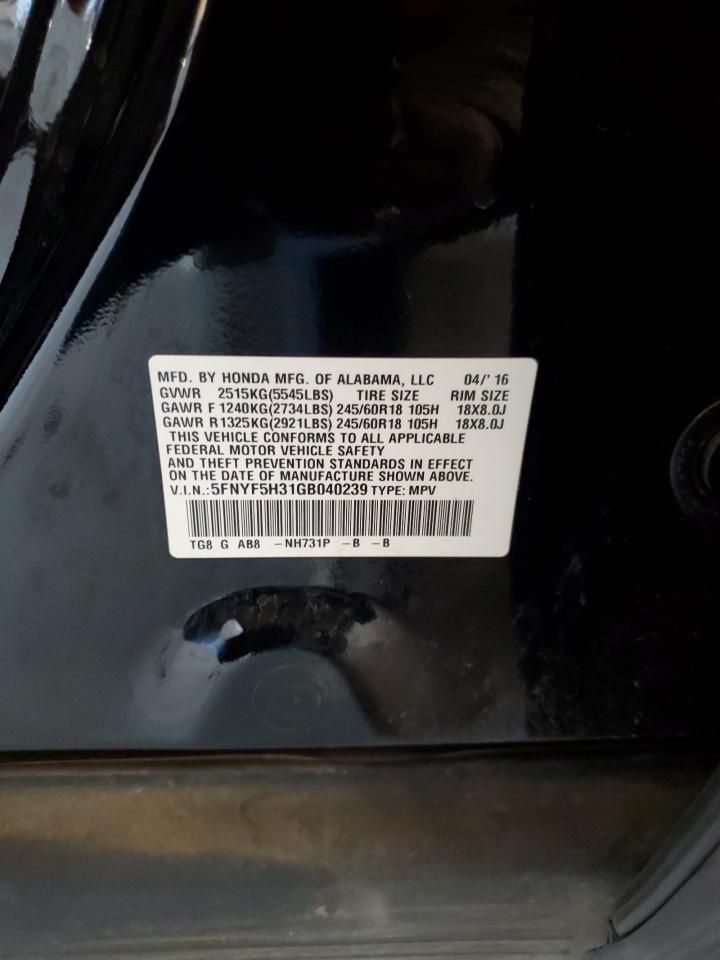 MFD. BY HONDA MFG. OF ALABAMA, LLC 04/' 16
GVWR 2515KG(5545LBS) TIRE SIZE RIM SIZE
GAWR F 1240KG(2734LBS) 245/60R18 105H 18X8.0J
GAWR R1325KG(2921LBS) 245/60R18 105H 18X8.0J
THIS VEHICLE CONFORMS TO ALL APPLICABLE
FEDERAL MOTOR VEHICLE SAFETY
AND THEFT PREVENTION STANDARDS IN EFFECT
ON THE DATE OF MANUFACTURE SHOWN ABOVE.
V.I.N.:5FNYF5H31GB040239 TYPE: MPV
TG8 G AB8 -NH731P -B -B